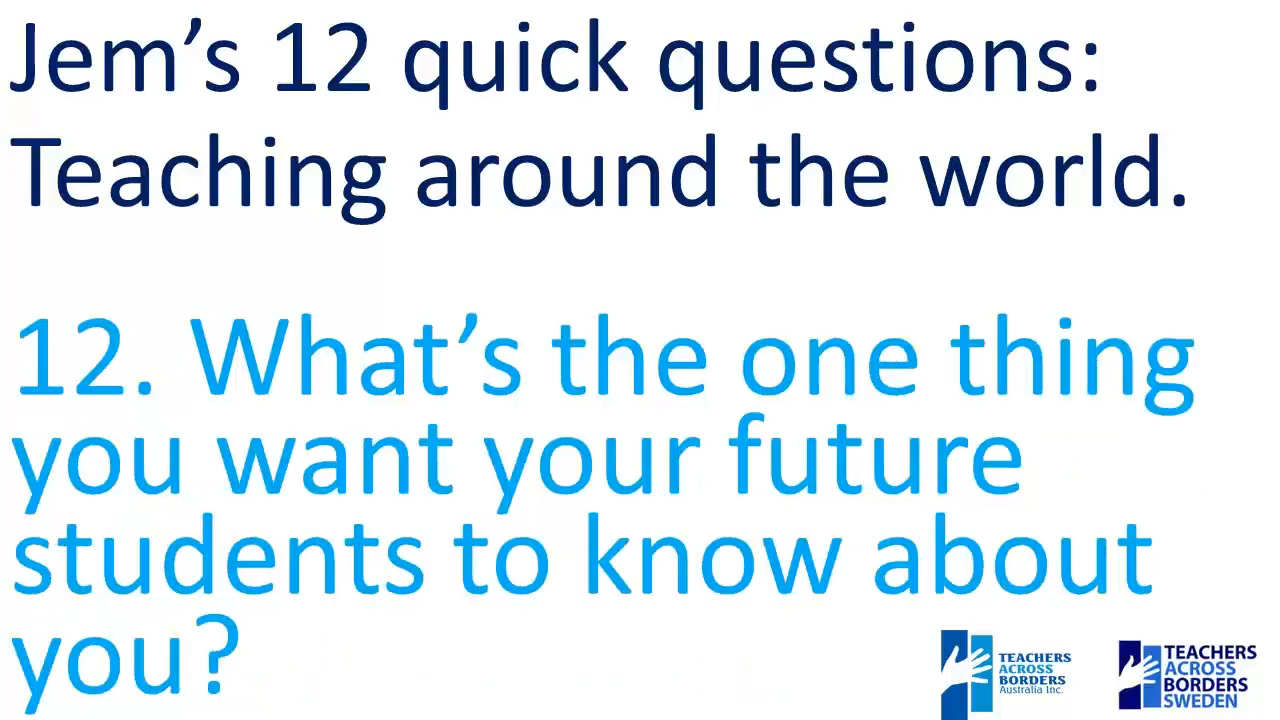 Jem’s 12 quick questions:
Teaching around the world.
12. What’s the one thing
you want your future
students to know about
you?
TEACHERS
ACROSS
BORDERS
Australia Inc.
TEACHERS
ACROSS
BORDERS
SWEDEN